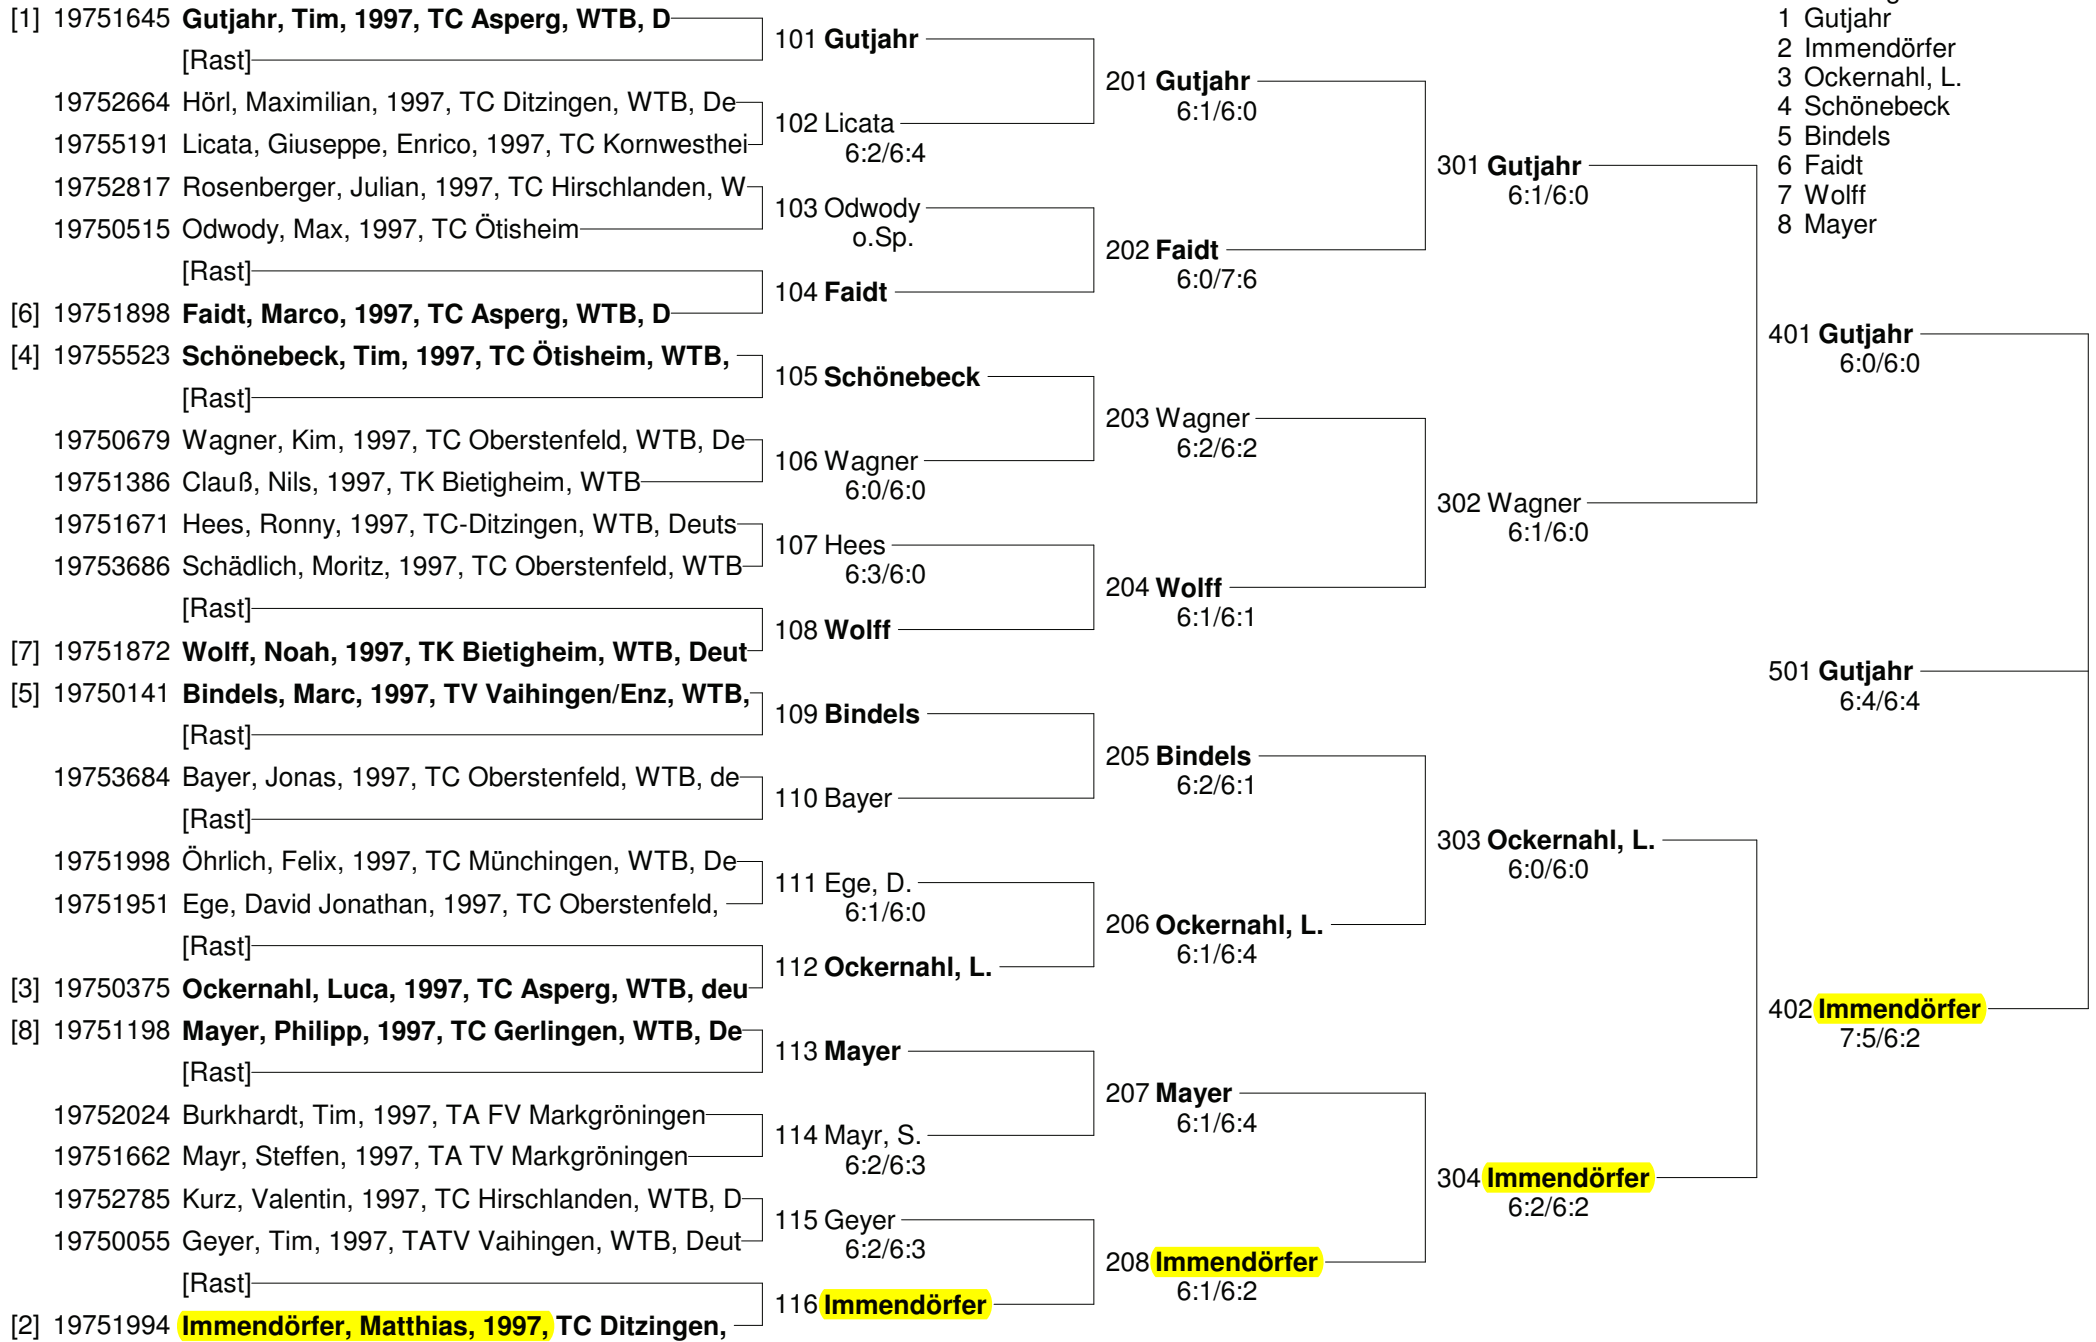 [1] 19751645 Gutjahr, Tim, 1997, TC Asperg, WTB, D
[Rast]
19752664 Hörl, Maximilian, 1997, TC Ditzingen, WTB, De
19755191 Licata, Giuseppe, Enrico, 1997, TC Kornwesthei
19752817 Rosenberger, Julian, 1997, TC Hirschlanden, W
19750515 Odwody, Max, 1997, TC Ötisheim
[Rast]
[6] 19751898 Faidt, Marco, 1997, TC Asperg, WTB, D
[4] 19755523 Schönebeck, Tim, 1997, TC Ötisheim, WTB,
[Rast]
19750679 Wagner, Kim, 1997, TC Oberstenfeld, WTB, De
19751386 Clauß, Nils, 1997, TK Bietigheim, WTB
19751671 Hees, Ronny, 1997, TC-Ditzingen, WTB, Deuts
19753686 Schädlich, Moritz, 1997, TC Oberstenfeld, WTB
[Rast]
[7] 19751872 Wolff, Noah, 1997, TK Bietigheim, WTB, Deut
[5] 19750141 Bindels, Marc, 1997, TV Vaihingen/Enz, WTB,
[Rast]
19753684 Bayer, Jonas, 1997, TC Oberstenfeld, WTB, de
[Rast]
19751998 Öhrlich, Felix, 1997, TC Münchingen, WTB, De
19751951 Ege, David Jonathan, 1997, TC Oberstenfeld,
[Rast]
[3] 19750375 Ockernahl, Luca, 1997, TC Asperg, WTB, deu
[8] 19751198 Mayer, Philipp, 1997, TC Gerlingen, WTB, De
[Rast]
19752024 Burkhardt, Tim, 1997, TA FV Markgröningen
19751662 Mayr, Steffen, 1997, TA TV Markgröningen
19752785 Kurz, Valentin, 1997, TC Hirschlanden, WTB, D
19750055 Geyer, Tim, 1997, TATV Vaihingen, WTB, Deut
[Rast]
[2] 19751994 Immendörfer, Matthias, 1997, TC Ditzingen,
101 Gutjahr
102 Licata
6:2/6:4
103 Odwody
o.Sp.
104 Faidt
105 Schönebeck
106 Wagner
6:0/6:0
107 Hees
6:3/6:0
108 Wolff
109 Bindels
110 Bayer
111 Ege, D.
6:1/6:0
112 Ockernahl, L.
113 Mayer
114 Mayr, S.
6:2/6:3
115 Geyer
6:2/6:3
116 Immendörfer
201 Gutjahr
6:1/6:0
202 Faidt
6:0/7:6
203 Wagner
6:2/6:2
204 Wolff
6:1/6:1
205 Bindels
6:2/6:1
206 Ockernahl, L.
6:1/6:4
207 Mayer
6:1/6:4
208 Immendörfer
6:1/6:2
301 Gutjahr
6:1/6:0
302 Wagner
6:1/6:0
303 Ockernahl, L.
6:0/6:0
304 Immendörfer
6:2/6:2
1 Gutjahr
2 Immendörfer
3 Ockernahl, L.
4 Schönebeck
5 Bindels
6 Faidt
7 Wolff
8 Mayer
401 Gutjahr
6:0/6:0
501 Gutjahr
6:4/6:4
402 Immendörfer
7:5/6:2